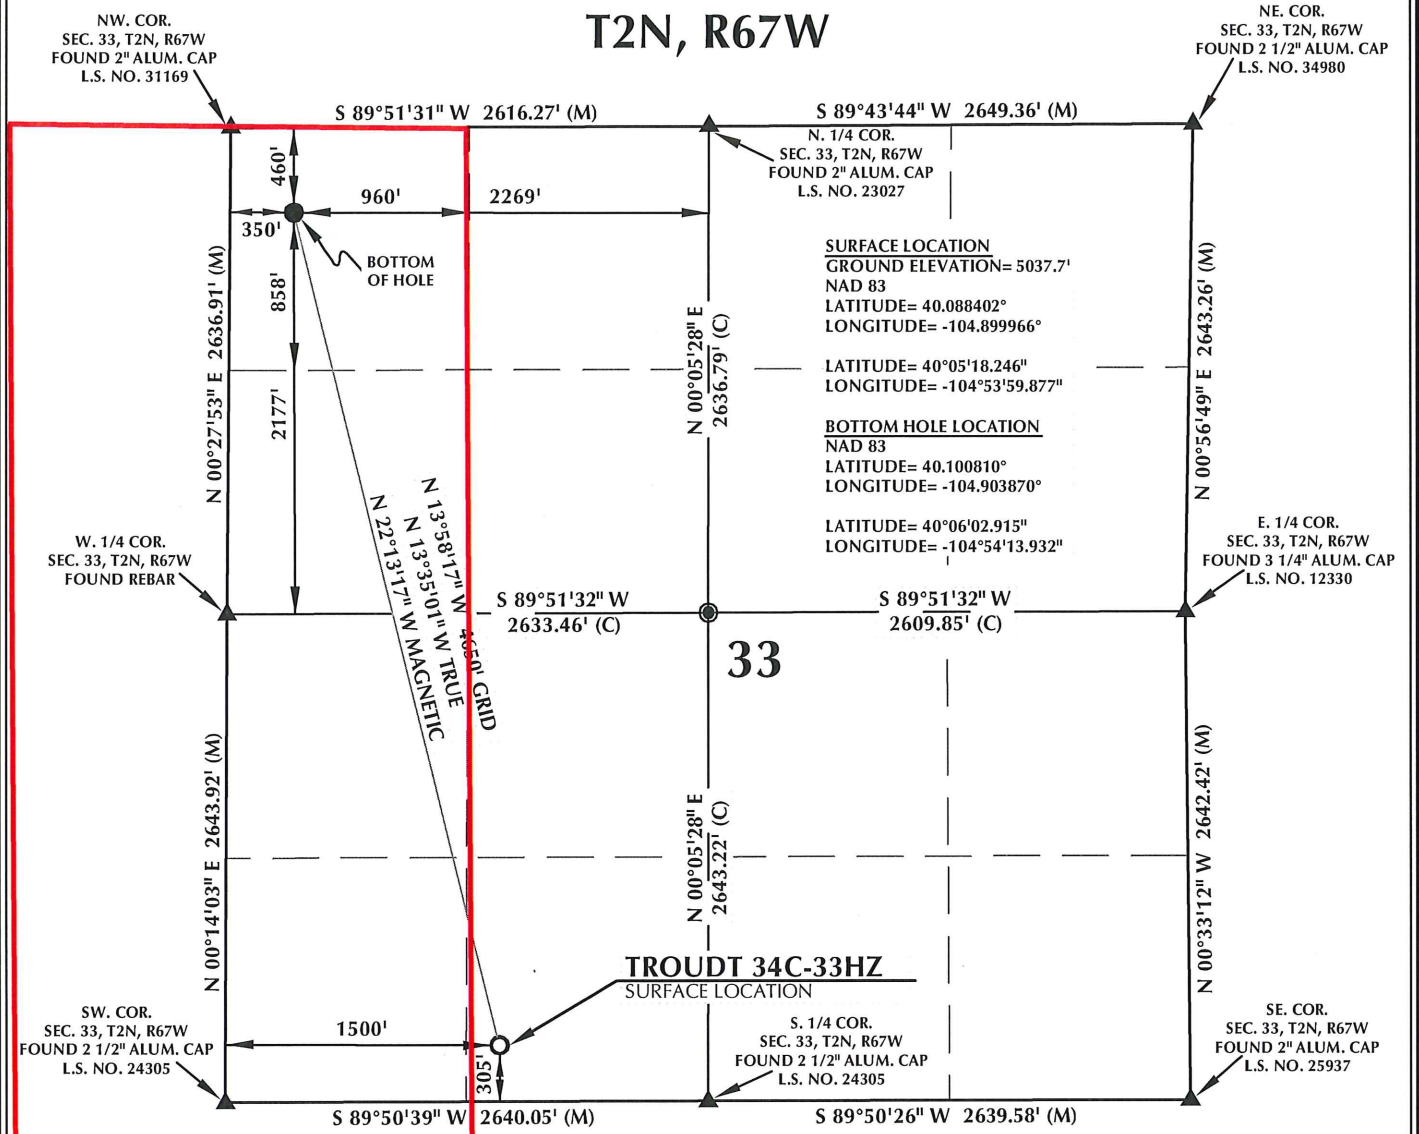 T2N, R67W
NW. COR.
SEC. 33, T2N, R67W
FOUND 2" ALUM. CAP
L.S. NO. 31169
NE. COR.
SEC. 33, T2N, R67W
FOUND 2 1/2" ALUM. CAP
L.S. NO. 34980
S 89°51'31" W 2616.27' (M)
S 89°43'44" W 2649.36' (M)
N. 1/4 COR.
SEC. 33, T2N, R67W
FOUND 2" ALUM. CAP
L.S. NO. 23027
460'
960'
2269'
350'
BOTTOM
OF HOLE
858'
2177'
N 00°27'53" E 2636.91' (M)
N 00°05'28" E
2636.79' (C)
N 00°56'49" E 2643.26' (M)
SURFACE LOCATION
GROUND ELEVATION= 5037.7'
NAD 83
LATITUDE= 40.088402°
LONGITUDE= -104.899966°
LATITUDE= 40°05'18.246"
LONGITUDE= -104°53'59.877"
BOTTOM HOLE LOCATION
NAD 83
LATITUDE= 40.100810°
LONGITUDE= -104.903870°
LATITUDE= 40°06'02.915"
LONGITUDE= -104°54'13.932"
N 13°58'17" W 4650' GRID
N 13°35'01" W TRUE
N 22°13'17" W MAGNETIC
W. 1/4 COR.
SEC. 33, T2N, R67W
FOUND REBAR
E. 1/4 COR.
SEC. 33, T2N, R67W
FOUND 3 1/4" ALUM. CAP
L.S. NO. 12330
S 89°51'32" W
2633.46' (C)
S 89°51'32" W
2609.85' (C)
33
N 00°14'03" E 2643.92' (M)
N 00°05'28" E
2643.22' (C)
N 00°33'12" W 2642.42' (M)
TROUDT 34C-33HZ
SURFACE LOCATION
1500'
305'
SW. COR.
SEC. 33, T2N, R67W
FOUND 2 1/2" ALUM. CAP
L.S. NO. 24305
S. 1/4 COR.
SEC. 33, T2N, R67W
FOUND 2 1/2" ALUM. CAP
L.S. NO. 24305
SE. COR.
SEC. 33, T2N, R67W
FOUND 2" ALUM. CAP
L.S. NO. 25937
S 89°50'39" W 2640.05' (M)
S 89°50'26" W 2639.58' (M)